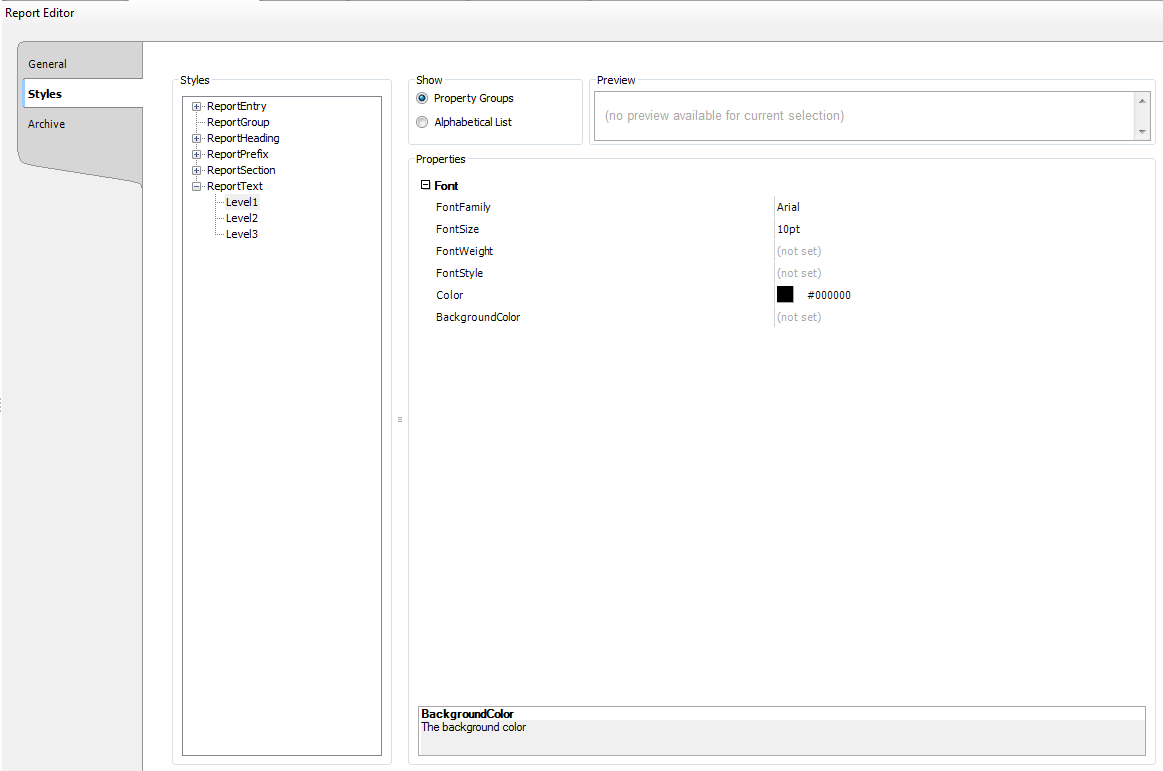 Report Editor
General
Styles
Archive
Styles
ReportEntry
ReportGroup
ReportHeading
ReportPrefix
ReportSection
ReportText
Level1
Level2
Level3
Show
Property Groups
Alphabetical List
Preview
(no preview available for current selection)
Properties
Font
FontFamily Arial
FontSize 10pt
FontWeight (not set)
FontStyle (not set)
Color #000000
BackgroundColor (not set)
BackgroundColor
The background color